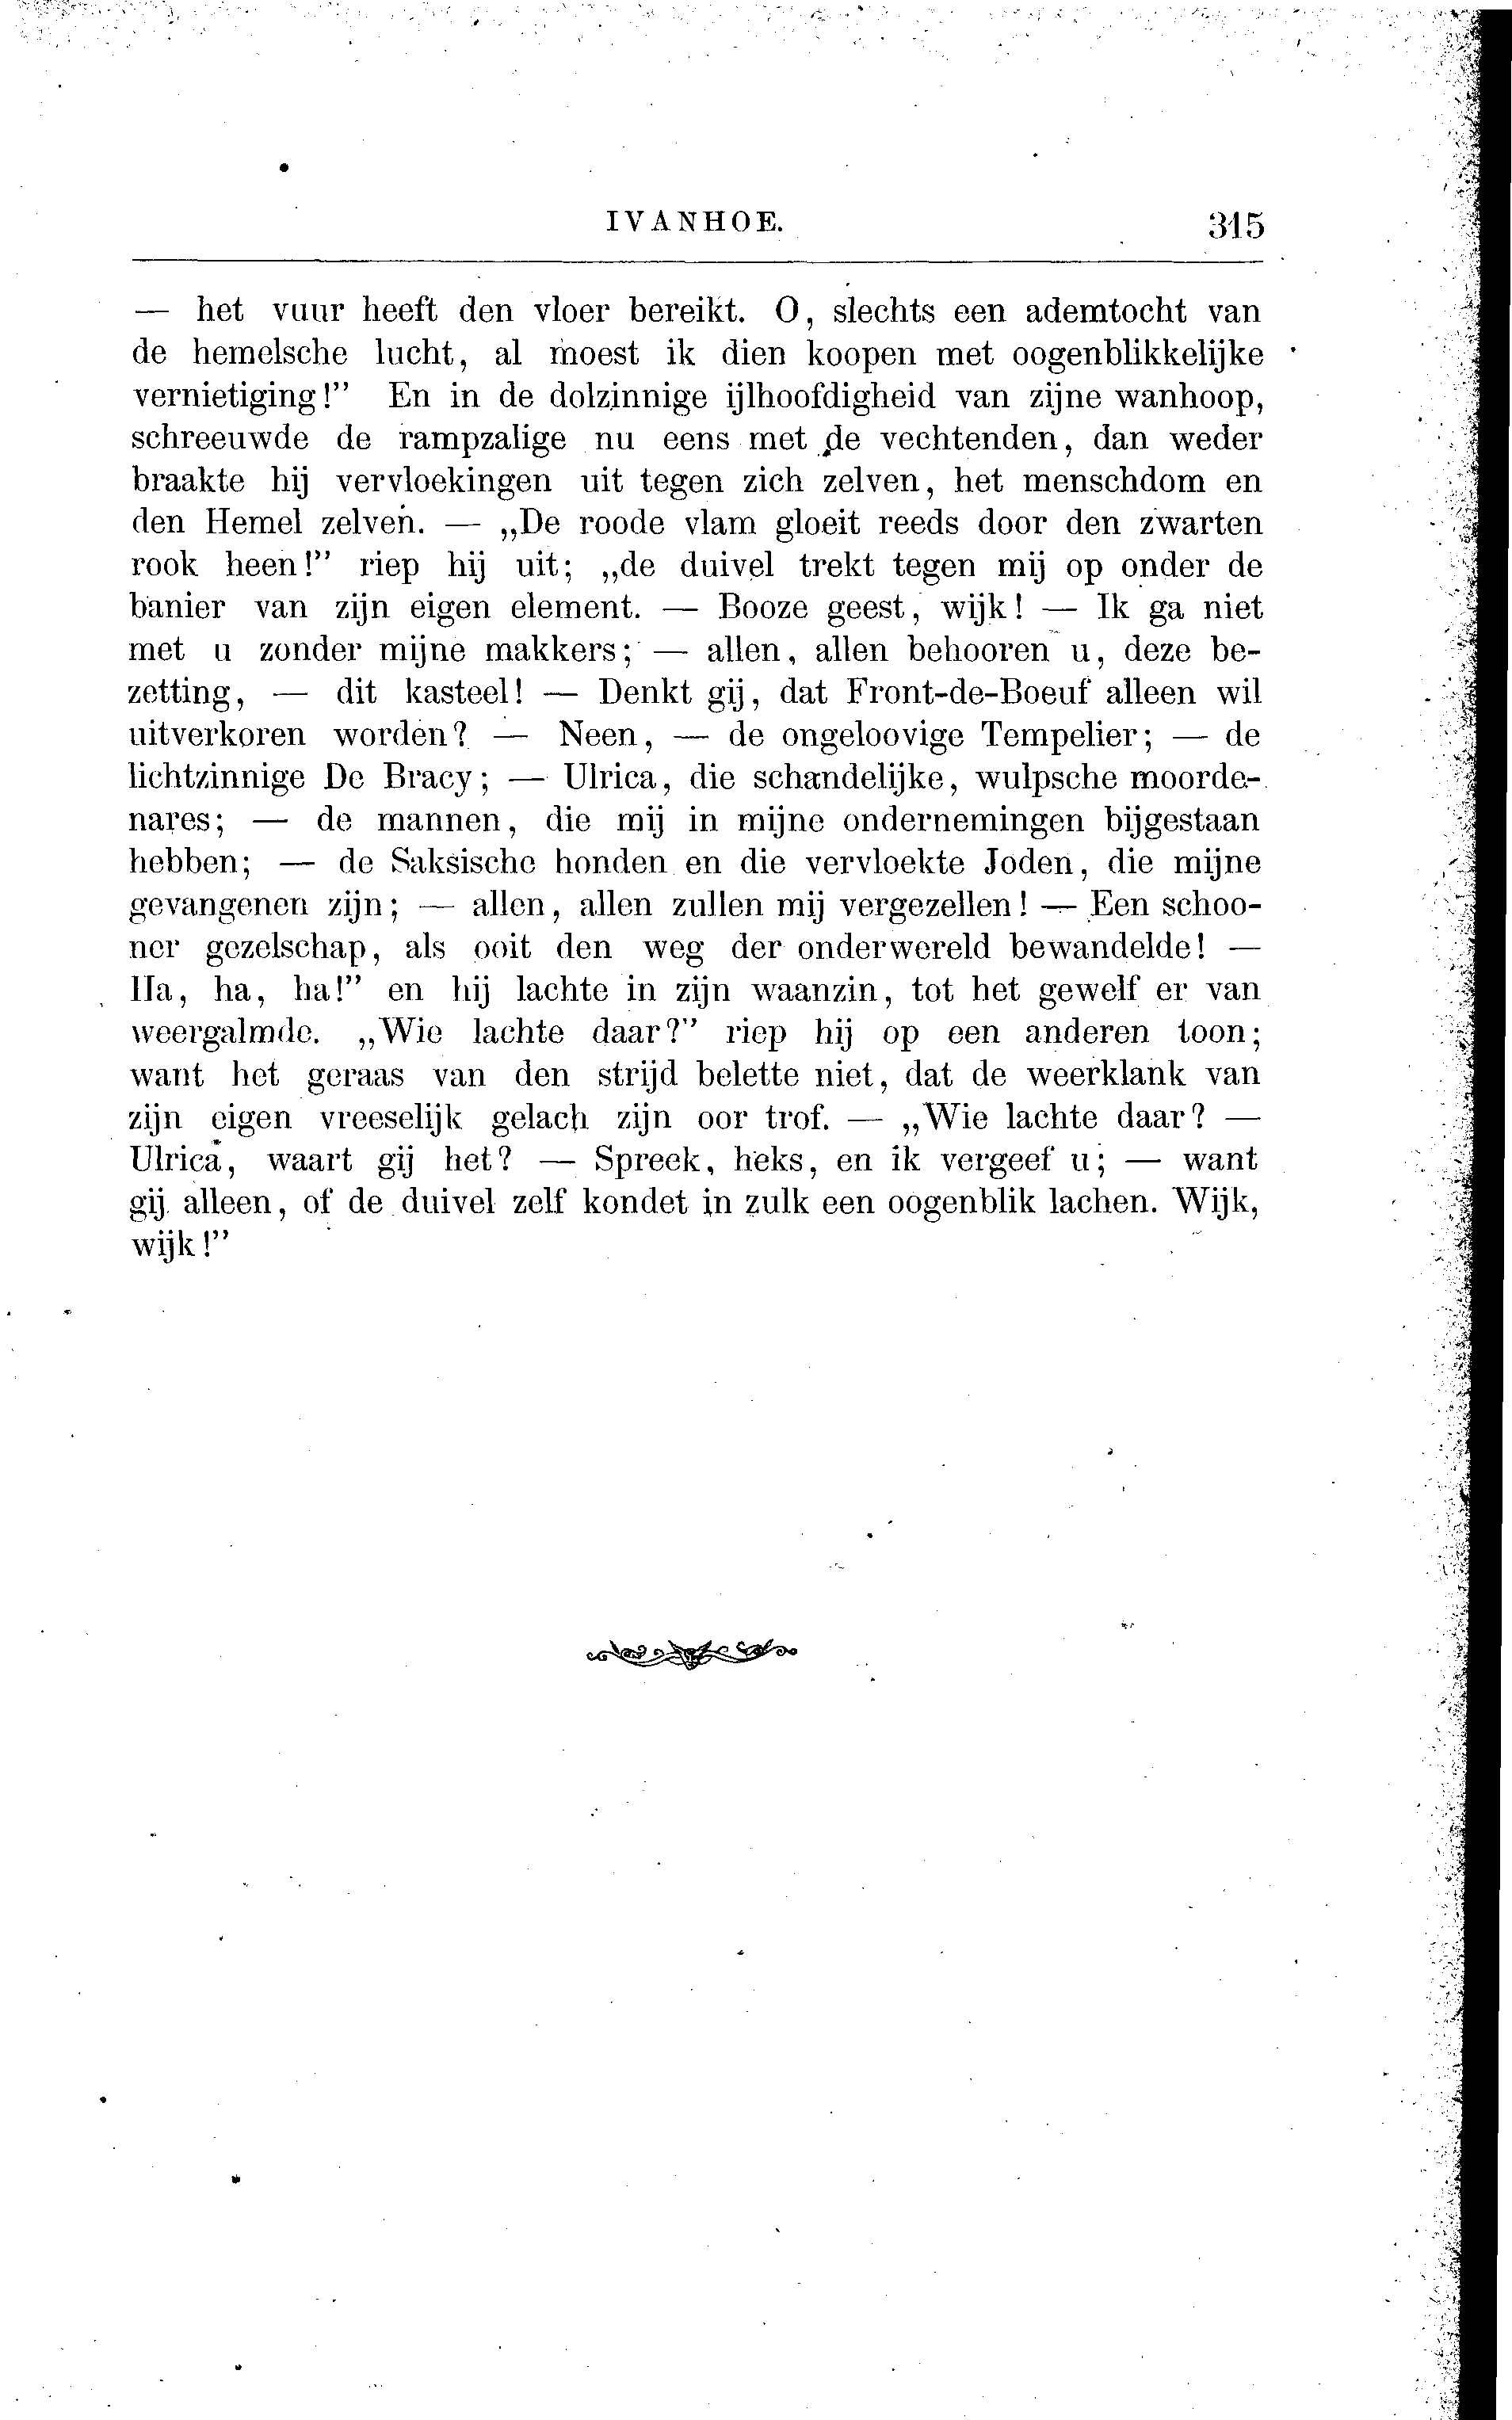 IVANHOE. 315
— het vuur heeft den vloer bereikt. O, slechts een ademtocht van
de hemelsche lucht, al moest ik dien koopen met oogenblikkelijke
vernietiging!” En in de dolzinnige ijlhoofdigheid van zijne wanhoop,
schreeuwde de rampzalige nu eens met de vechtenden, dan weder
braakte hij vervloekingen uit tegen zich zelven, het menschdom en
den Hemel zelven. — „De roode vlam gloeit reeds door den zwarten
rook heen!” riep hij uit; „de duivel trekt tegen mij op onder de
banier van zijn eigen element. — Booze geest, wijk! — Ik ga niet
met u zonder mijne makkers; — allen, allen behooren u, deze be-
zetting, — dit kasteel! — Denkt gij, dat Front-de-Boeuf alleen wil
uitverkoren worden? — Neen, — de ongeloovige Tempelier; — de
lichtzinnige De Bracy; — Ulrica, die schandelijke, wulpsche moorde-
nares; — de mannen, die mij in mijne ondernemingen bijgestaan
hebben; — de Saksische honden en die vervloekte Joden, die mijne
gevangenen zijn; — allen, allen zullen mij vergezellen! — Een schoo-
ner gezelschap, als ooit den weg der onderwereld bewandelde! —
Ha, ha, ha!” en hij lachte in zijn waanzin, tot het gewelf er van
weergalmde. „Wie lachte daar?” riep hij op een anderen toon;
want het geraas van den strijd belette niet, dat de weerklank van
zijn eigen vreeselijk gelach zijn oor trof. — „Wie lachte daar? —
Ulrica, waart gij het? — Spreek, heks, en ik vergeef u; — want
gij alleen, of de duivel zelf kondet in zulk een oogenblik lachen. Wijk,
wijk!”